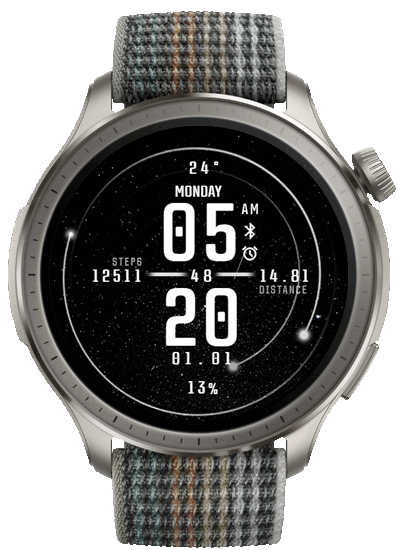 24°
MONDAY
05 AM
STEPS
12511 48 14.81
DISTANCE
20
01.01
13%